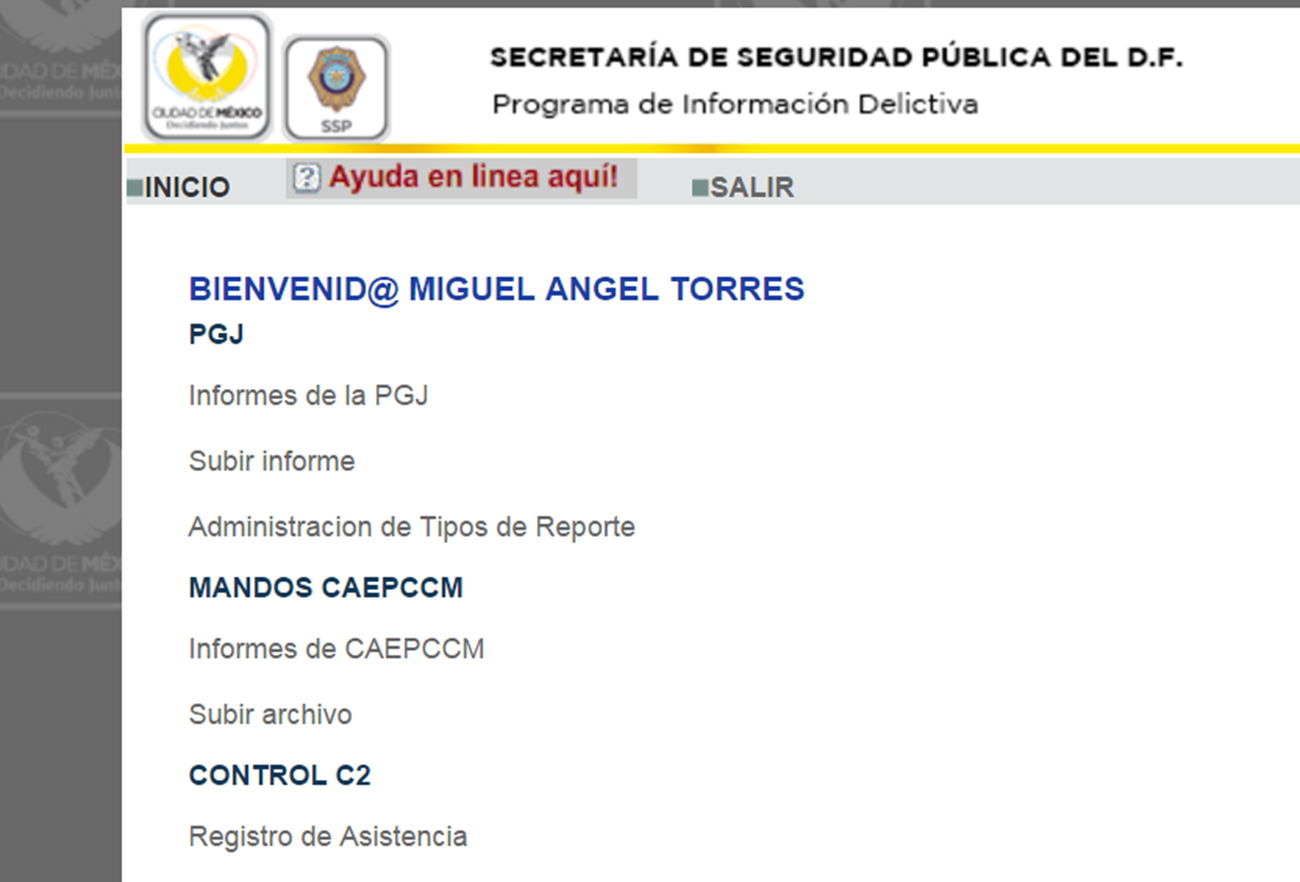 CIUDAD DE MÉXICO
Decidiendo Juntos
SSP
SECRETARÍA DE SEGURIDAD PÚBLICA DEL D.F.
Programa de Información Delictiva
INICIO
Ayuda en linea aquí!
SALIR
BIENVENID@ MIGUEL ANGEL TORRES
PGJ
Informes de la PGJ
Subir informe
Administracion de Tipos de Reporte
MANDOS CAEPCCM
Informes de CAEPCCM
Subir archivo
CONTROL C2
Registro de Asistencia